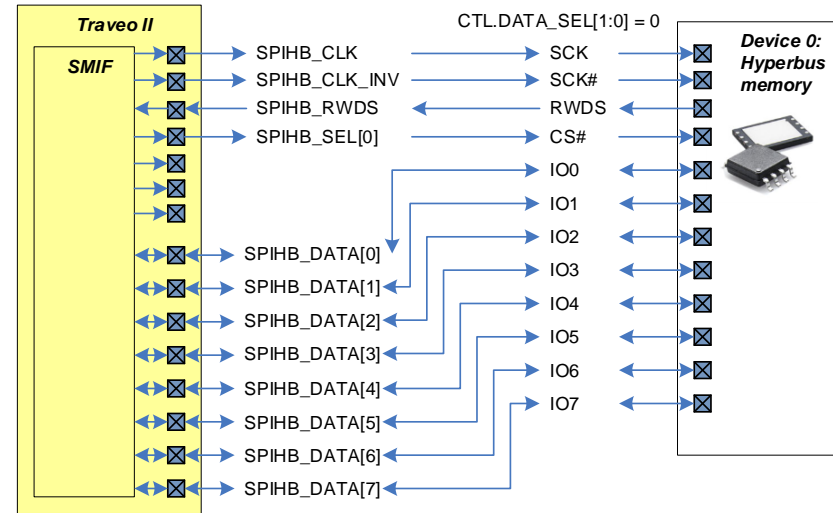 Traveo II
SMIF
CTL.DATA_SEL[1:0] = 0
Device 0:
Hyperbus
memory
SPIHB_CLK
SCK
SPIHB_CLK_INV
SCK#
SPIHB_RWDS
RWDS
SPIHB_SEL[0]
CS#
IO0
IO1
IO2
IO3
IO4
IO5
IO6
IO7
SPIHB_DATA[0]
SPIHB_DATA[1]
SPIHB_DATA[2]
SPIHB_DATA[3]
SPIHB_DATA[4]
SPIHB_DATA[5]
SPIHB_DATA[6]
SPIHB_DATA[7]